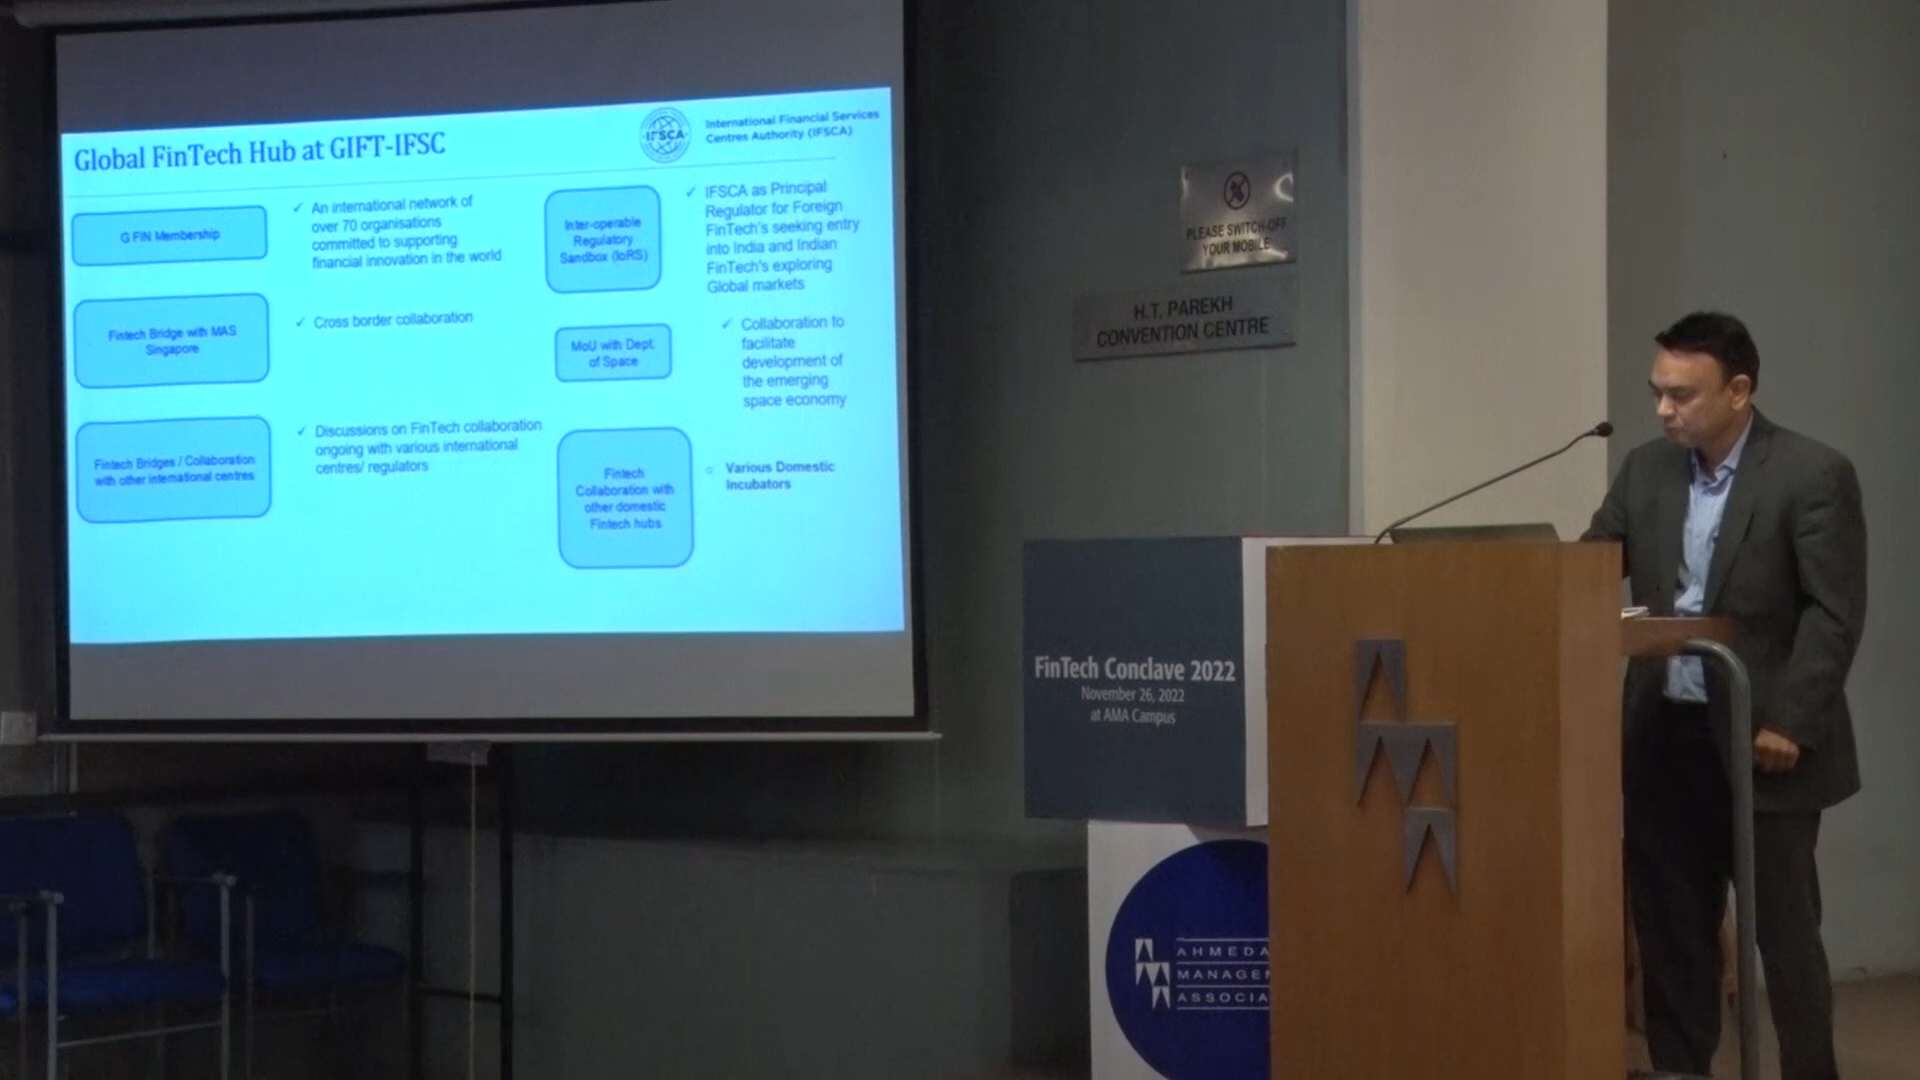 Global FinTech Hub at GIFT-IFSC
IFSCA
International Financial Services
Centres Authority (IFSCA)
G FIN Membership
✓ An international network of
over 70 organisations
committed to supporting
financial innovation in the world
Fintech Bridge with MAS
Singapore
✓ Cross border collaboration
Fintech Bridges / Collaboration
with other international centres
✓ Discussions on FinTech collaboration
ongoing with various international
centres/ regulators
Inter-operable
Regulatory
Sandbox (IoRS)
✓ IFSCA as Principal
Regulator for Foreign
FinTech's seeking entry
into India and Indian
FinTech's exploring
Global markets
MoU with Dept.
of Space
✓ Collaboration to
facilitate
development of
the emerging
space economy
Fintech
Collaboration with
other domestic
Fintech hubs
○ Various Domestic
Incubators
PLEASE SWITCH-OFF
YOUR MOBILE
H.T. PAREKH
CONVENTION CENTRE
FinTech Conclave 2022
November 26, 2022
at AMA Campus
AMA
AMA
AHMEDA
MANAGEM
ASSOCIA